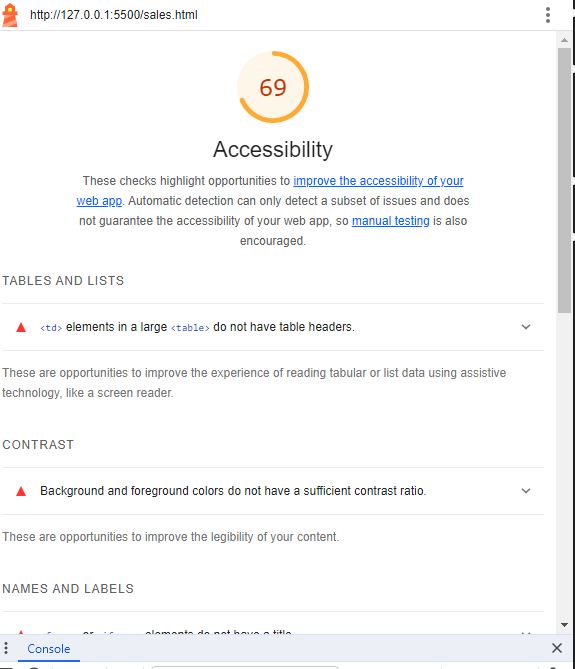 http://127.0.0.1:5500/sales.html
69
Accessibility
These checks highlight opportunities to improve the accessibility of your
web app. Automatic detection can only detect a subset of issues and does
not guarantee the accessibility of your web app, so manual testing is also
encouraged.
TABLES AND LISTS
<td> elements in a large <table> do not have table headers.
These are opportunities to improve the experience of reading tabular or list data using assistive
technology, like a screen reader.
CONTRAST
Background and foreground colors do not have a sufficient contrast ratio.
These are opportunities to improve the legibility of your content.
NAMES AND LABELS
or elements do not have a title
Console